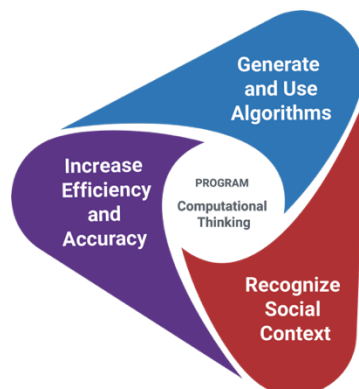 Generate
and Use
Algorithms
Increase
Efficiency
and
Accuracy
PROGRAM
Computational
Thinking
Recognize
Social
Context